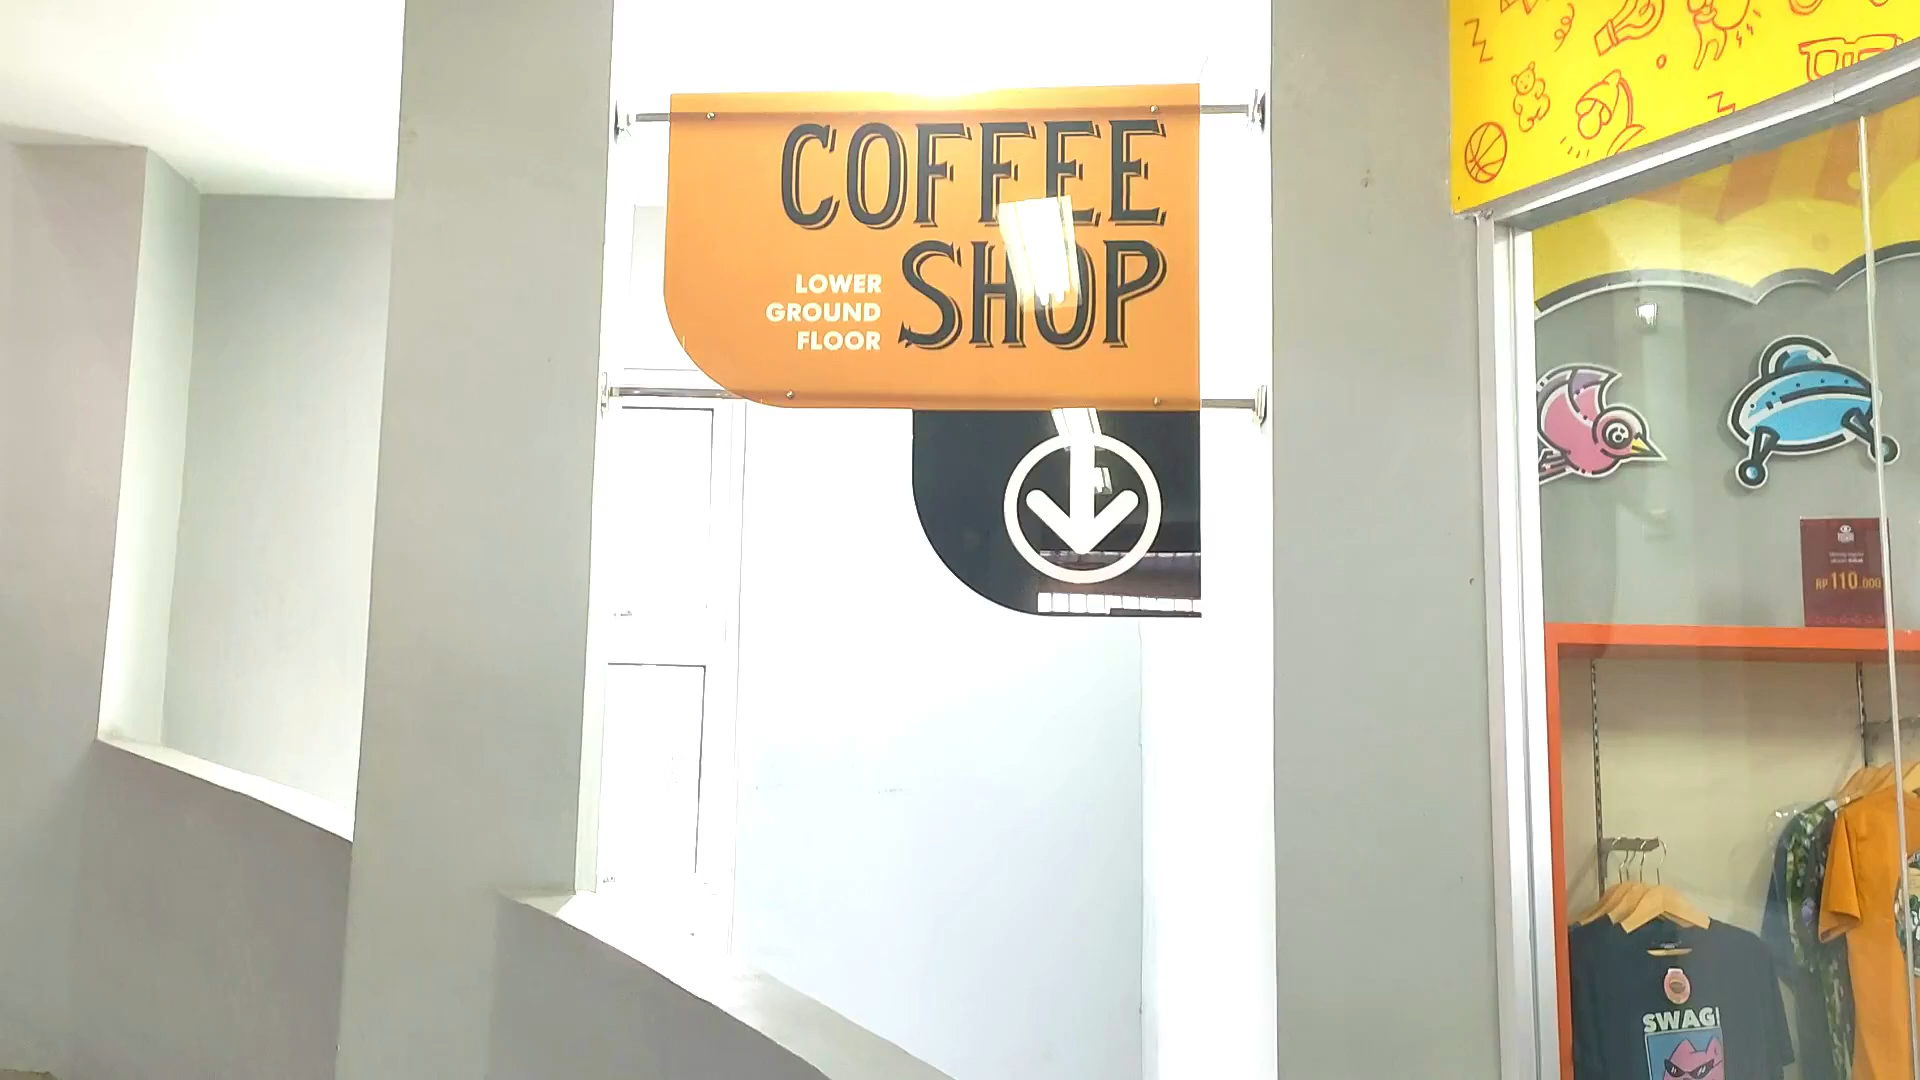 COFFEE
SHOP
LOWER
GROUND
FLOOR
RP 110.000
SWAG